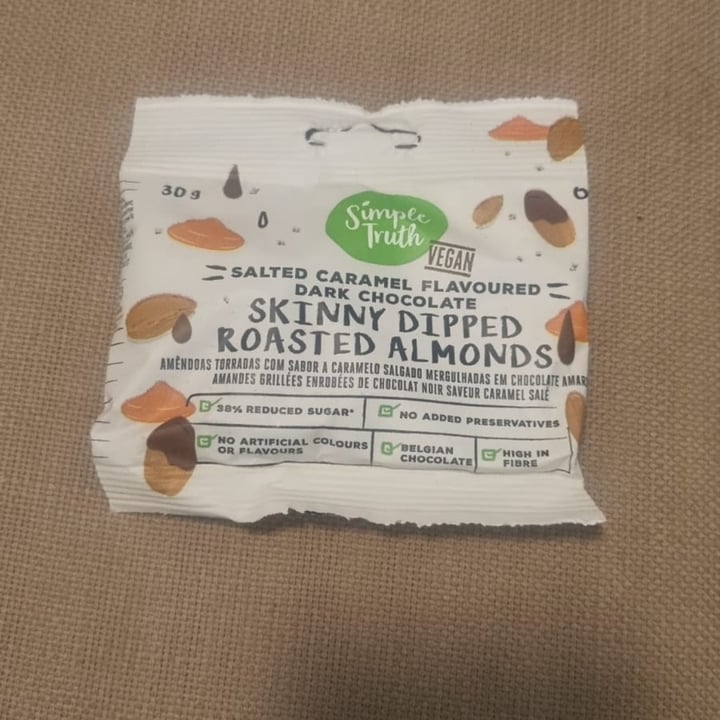 30 g
Simple
Truth
VEGAN
SALTED CARAMEL FLAVOURED
DARK CHOCOLATE
SKINNY DIPPED
ROASTED ALMONDS
AMÊNDOAS TORRADAS COM SABOR A CARAMELO SALGADO MERGULHADAS EM CHOCOLATE AMAR
AMANDES GRILLÉES ENROBÉES DE CHOCOLAT NOIR SAVEUR CARAMEL SALÉ
38% REDUCED SUGAR*
NO ADDED PRESERVATIVES
NO ARTIFICIAL COLOURS
OR FLAVOURS
BELGIAN
CHOCOLATE
HIGH IN
FIBRE